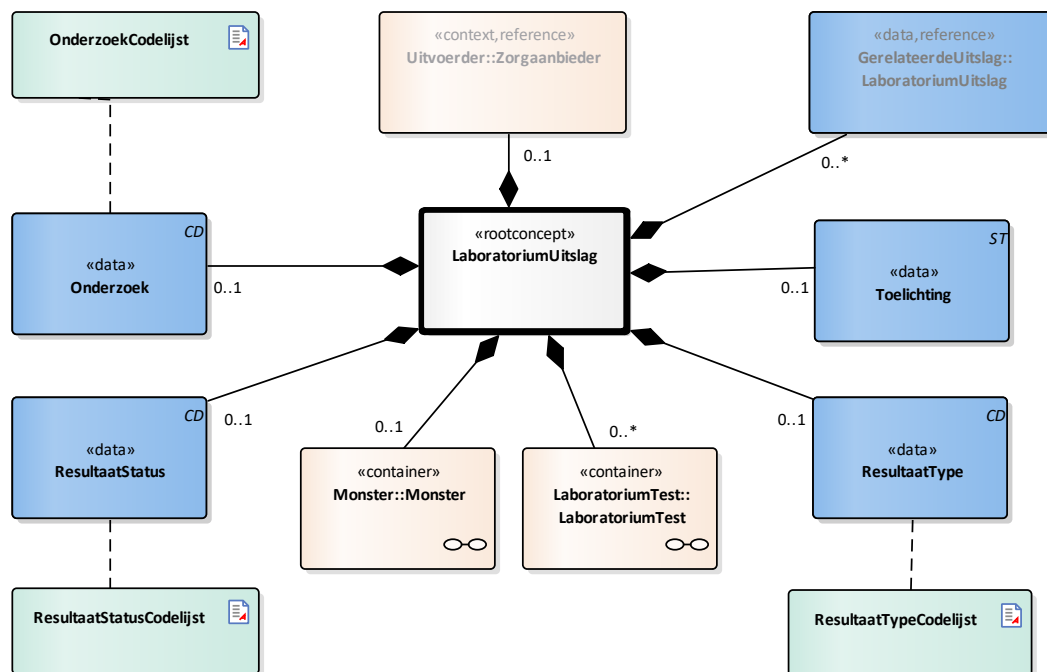 OnderzoekCodelijst
«context,reference»
Uitvoerder::Zorgaanbieder
«data,reference»
GerelateerdeUitslag::
LaboratoriumUitslag
0..1
0..*
CD
«data»
Onderzoek
0..1
«rootconcept»
LaboratoriumUitslag
ST
«data»
Toelichting
0..1
CD
«data»
ResultaatStatus
0..1
0..1
0..*
«container»
Monster::Monster
«container»
LaboratoriumTest::
LaboratoriumTest
CD
«data»
ResultaatType
0..1
ResultaatStatusCodelijst
ResultaatTypeCodelijst